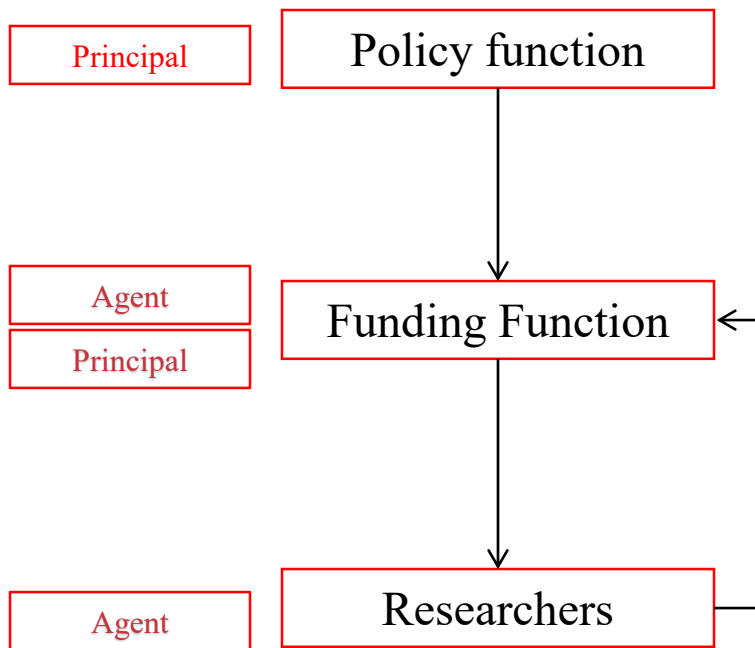 Principal
Policy function
Agent
Funding Function
Principal
Researchers
Agent